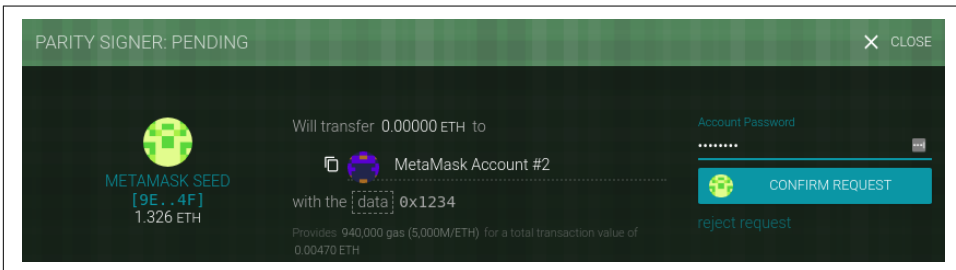 PARITY SIGNER: PENDING
CLOSE
METAMASK SEED
[9E..4F]
1.326 ETH
Will transfer 0.00000 ETH to
MetaMask Account #2
with the data 0x1234
Provides 940,000 gas (5,000M/ETH) for a total transaction value of
0.00470 ETH
Account Password
••••••••
CONFIRM REQUEST
reject request